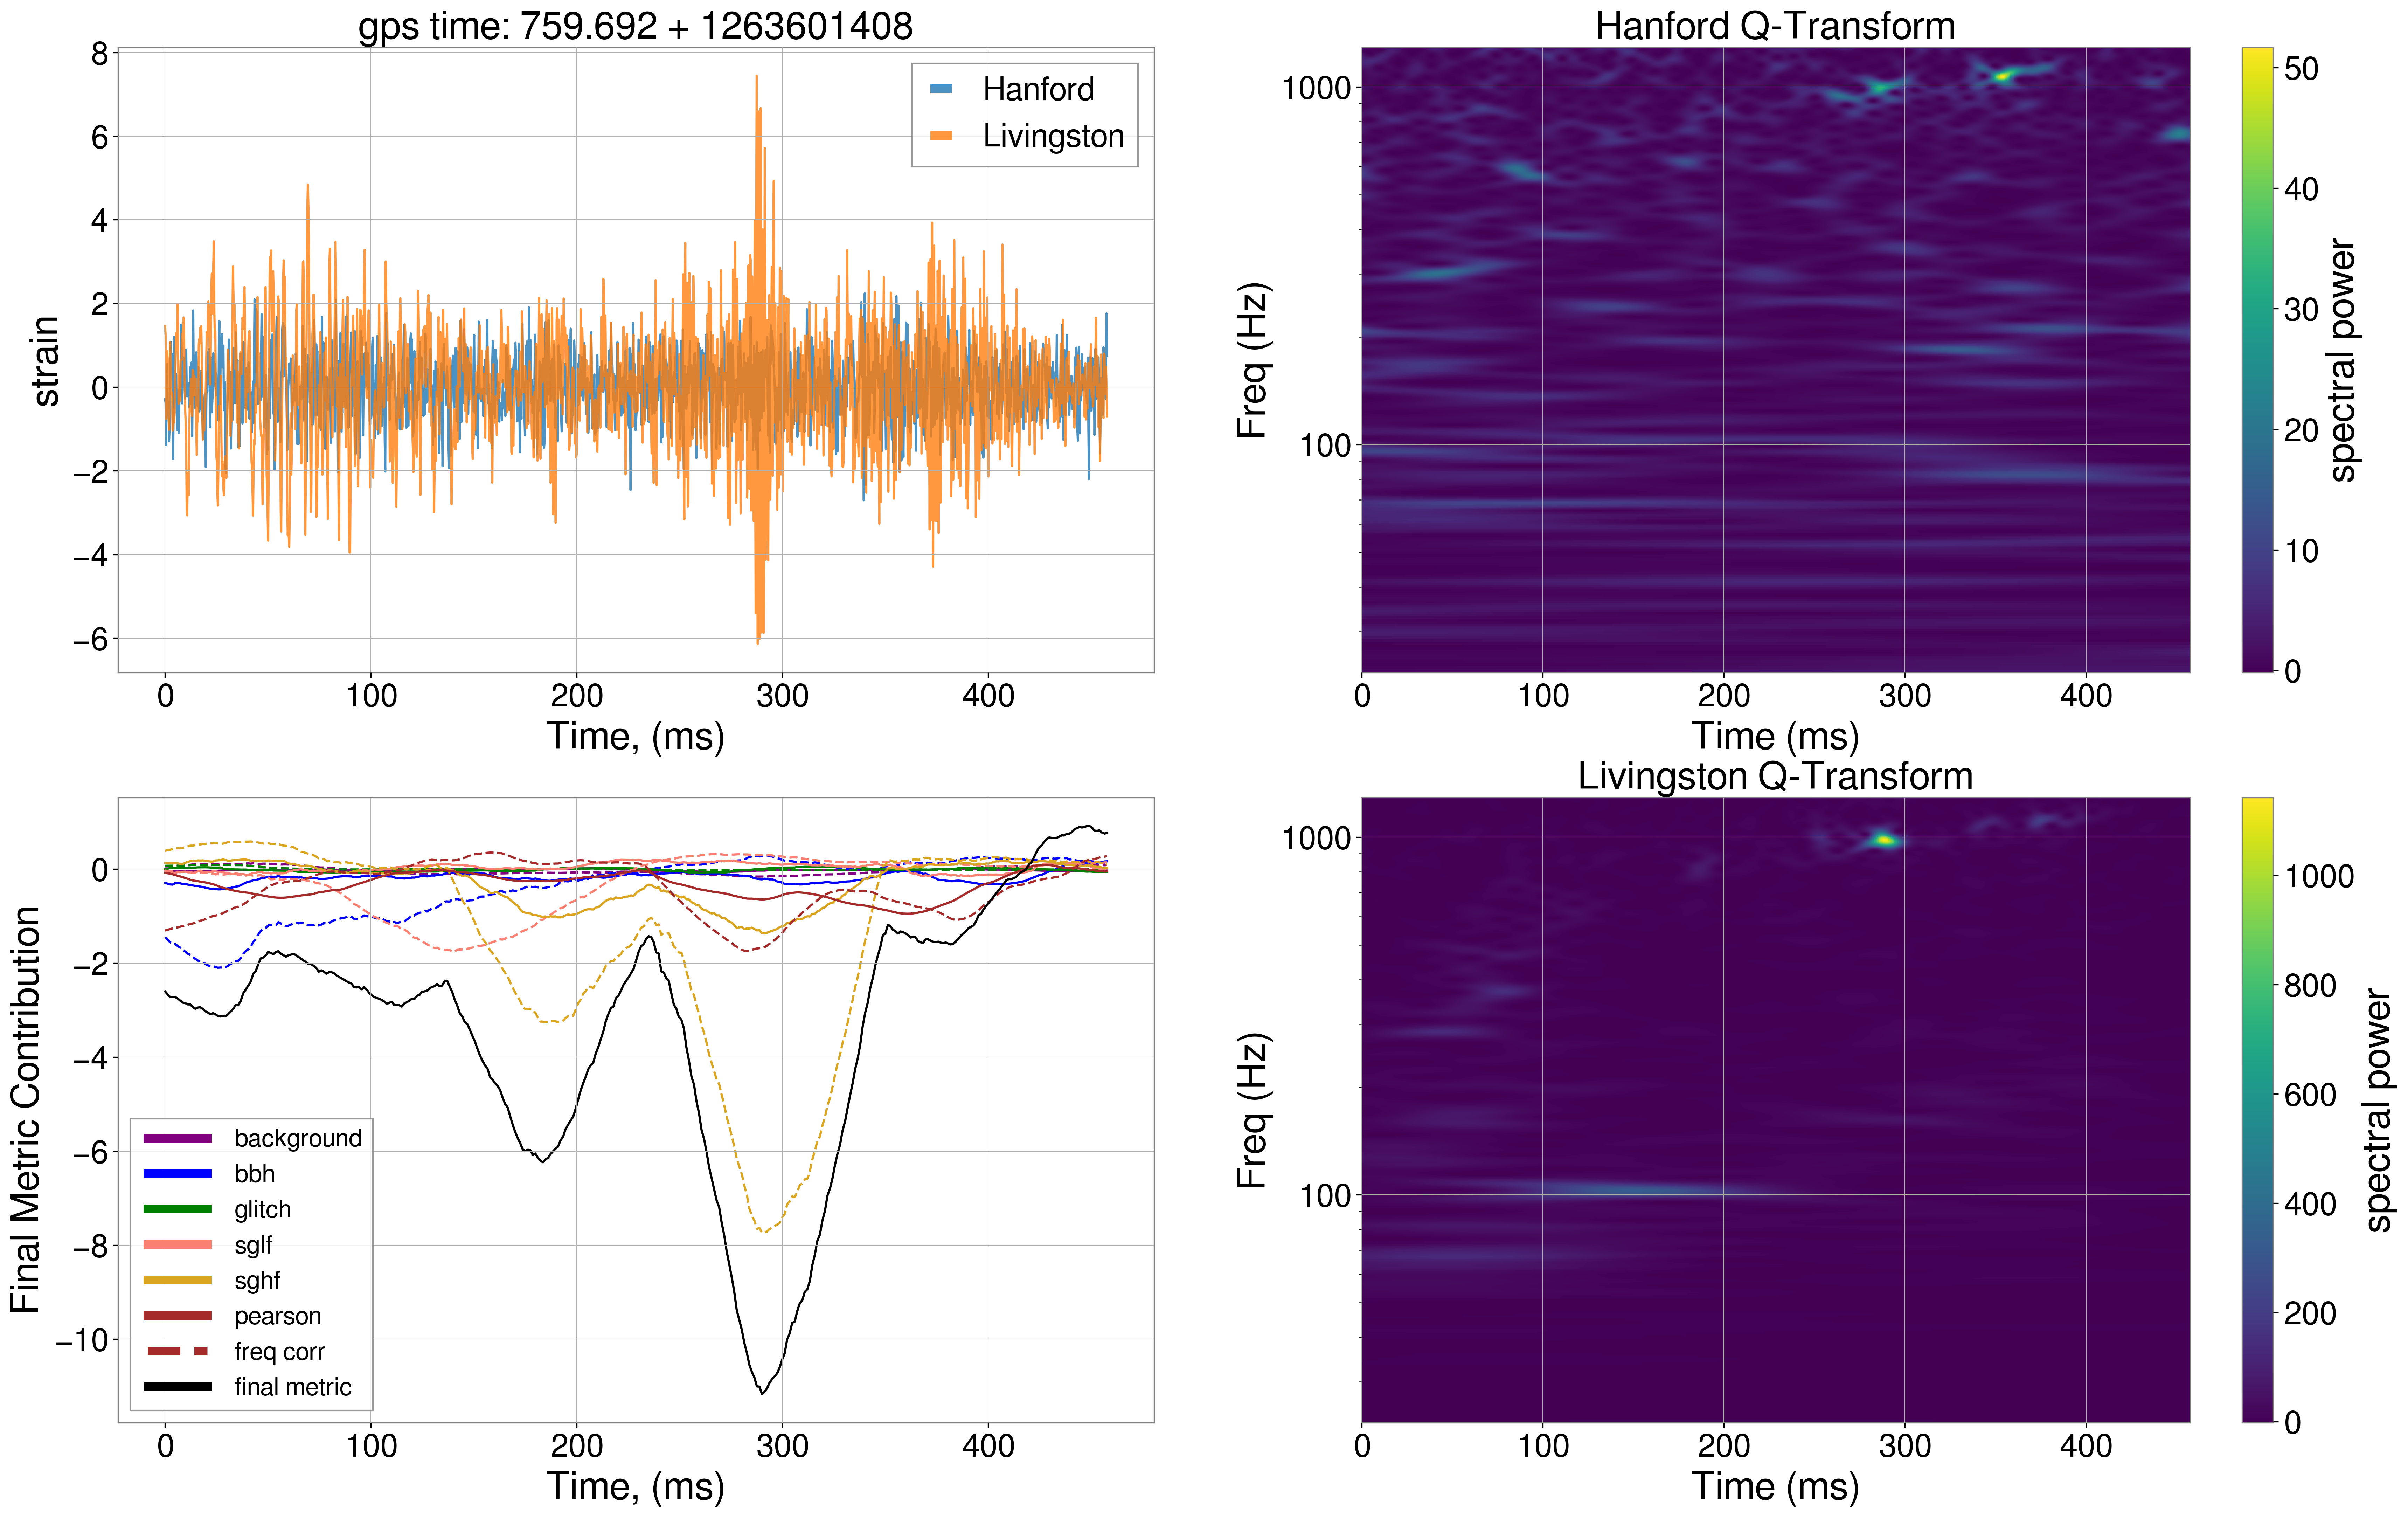 gps time: 759.692 + 1263601408
8
6
4
2
0
−2
−4
−6
strain
Hanford
Livingston
0 100 200 300 400
Time, (ms)
Hanford Q-Transform
1000
100
Freq (Hz)
0 100 200 300 400
Time (ms)
50
40
30
20
10
0
spectral power
0
−2
−4
−6
−8
−10
Final Metric Contribution
background
bbh
glitch
sglf
sghf
pearson
freq corr
final metric
0 100 200 300 400
Time, (ms)
Livingston Q-Transform
1000
100
Freq (Hz)
0 100 200 300 400
Time (ms)
1000
800
600
400
200
0
spectral power